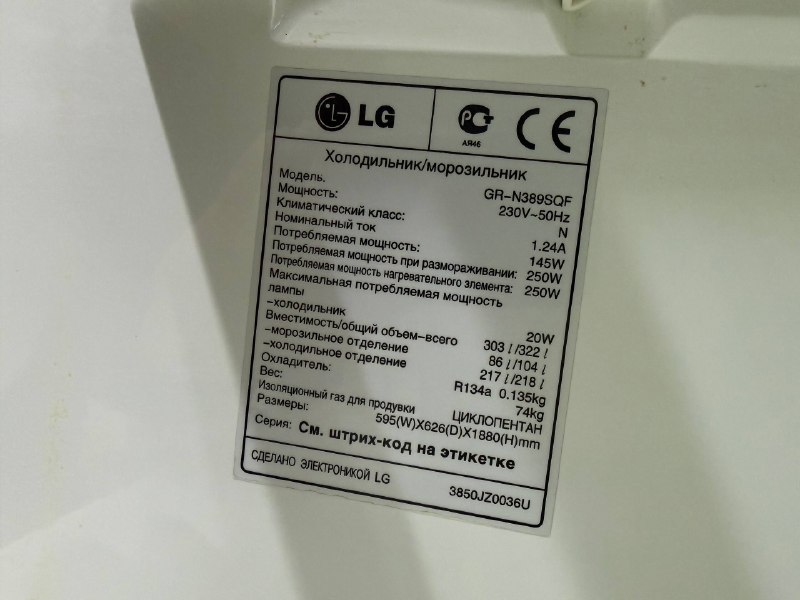 LG
АЯ46
CE
Холодильник/морозильник
Модель. GR-N389SQF
Мощность: 230V~50Hz
Климатический класс: N
Номинальный ток 1.24A
Потребляемая мощность: 145W
Потребляемая мощность при размораживании: 250W
Потребляемая мощность нагревательного элемента: 250W
Максимальная потребляемая мощность
лампы
-холодильник 20W
Вместимость/общий объем-всего 303 l/322 l
-морозильное отделение 86 l/104 l
-холодильное отделение 217 l/218 l
Охладитель: R134a 0.135kg
Вес: 74kg
Изоляционый газ для продувки ЦИКЛОПЕНТАН
Размеры: 595(W)X626(D)X1880(H)mm
Серия: См. штрих-код на этикетке
СДЕЛАНО ЭЛЕКТРОНИКОЙ LG 3850JZ0036U